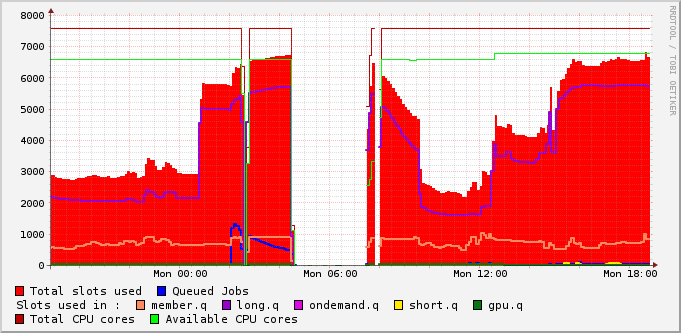 8000
7000
6000
5000
4000
3000
2000
1000
0
Mon 00:00 Mon 06:00 Mon 12:00 Mon 18:00
Total slots used Queued Jobs
Slots used in : member.q long.q ondemand.q short.q gpu.q
Total CPU cores Available CPU cores
RRDTOOL / TOBI OETIKER